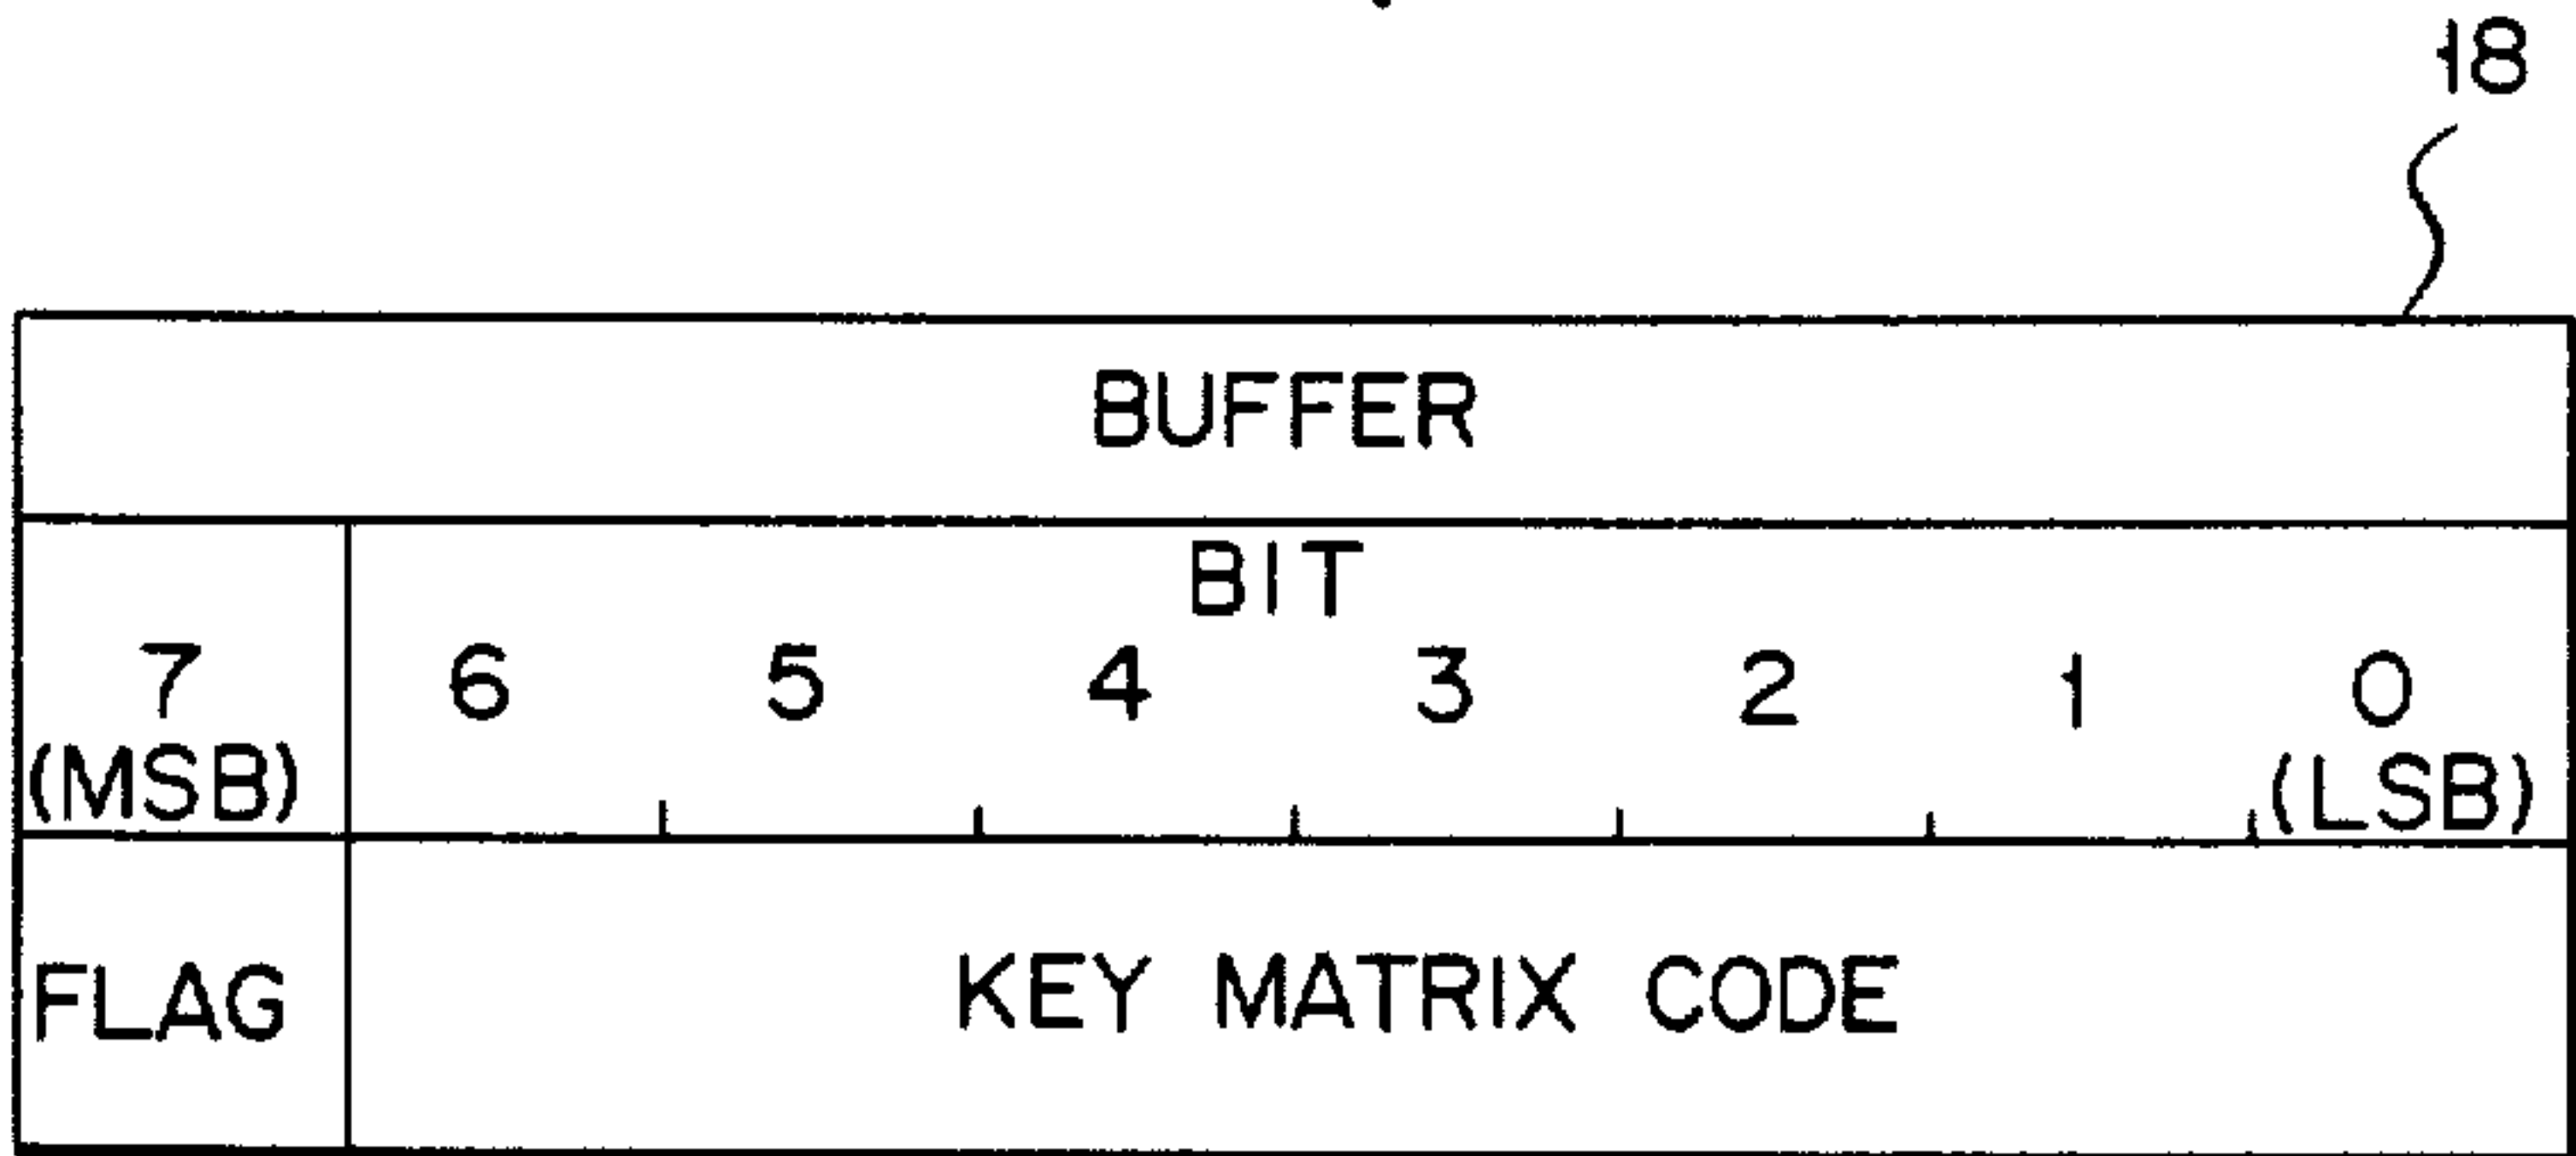 18
BUFFER
BIT
7 6 5 4 3 2 1 0
(MSB) (LSB)
FLAG KEY MATRIX CODE